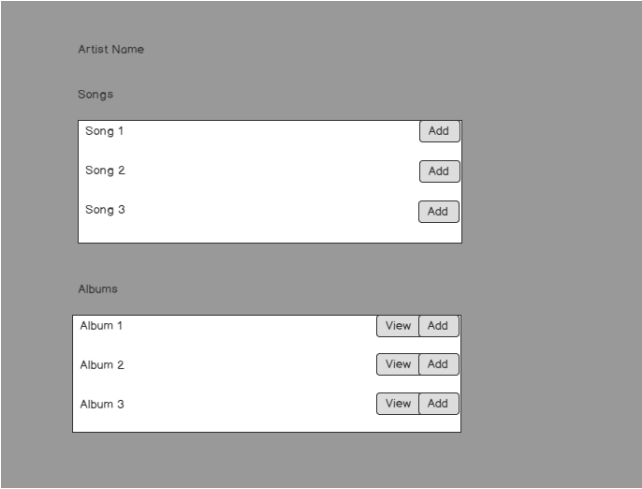 Artist Name
Songs
Song 1 Add
Song 2 Add
Song 3 Add
Albums
Album 1 View Add
Album 2 View Add
Album 3 View Add